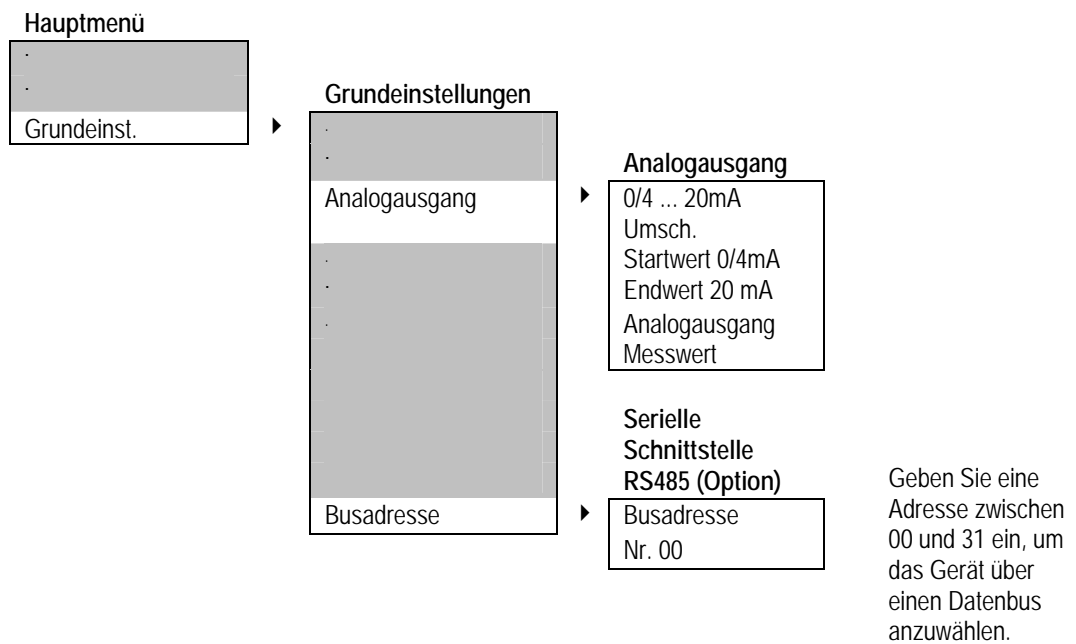 Hauptmenü
.
.
Grundeinst.
Grundeinstellungen
.
.
Analogausgang
.
.
.
Busadresse
Analogausgang
0/4 ... 20mA
Umsch.
Startwert 0/4mA
Endwert 20 mA
Analogausgang
Messwert
Serielle
Schnittstelle
RS485 (Option)
Busadresse
Nr. 00
Geben Sie eine
Adresse zwischen
00 und 31 ein, um
das Gerät über
einen Datenbus
anzuwählen.